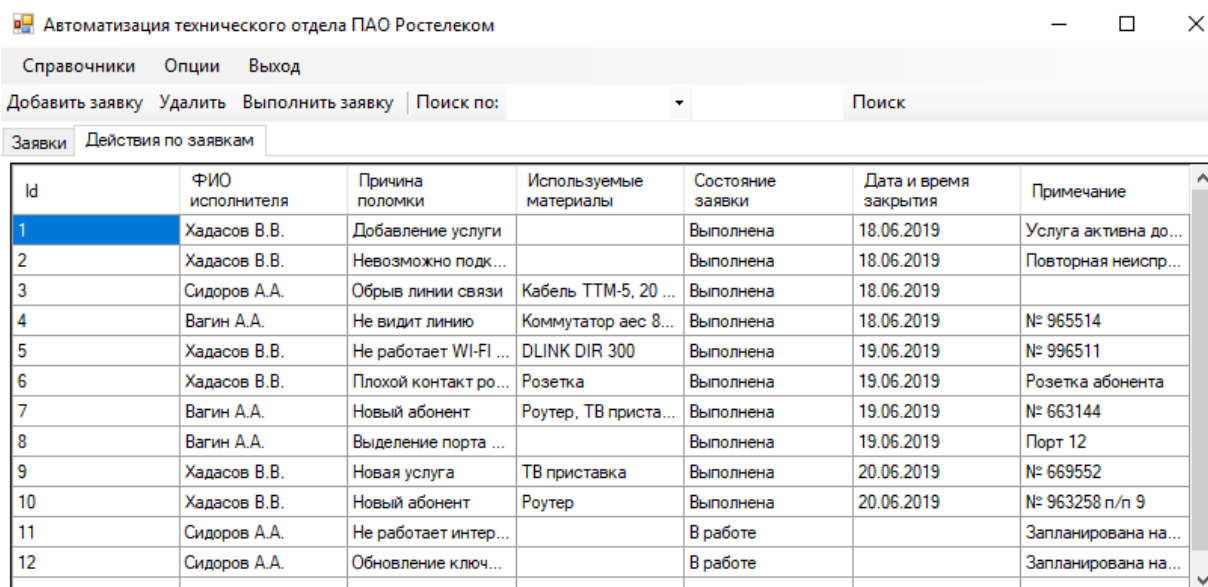 Автоматизация технического отдела ПАО Ростелеком
Справочники Опции Выход
Добавить заявку Удалить Выполнить заявку Поиск по: Поиск
Заявки Действия по заявкам
Id ФИО исполнителя Причина поломки Используемые материалы Состояние заявки Дата и время закрытия Примечание
1 Хадасов В.В. Добавление услуги Выполнена 18.06.2019 Услуга активна до...
2 Хадасов В.В. Невозможно подк... Выполнена 18.06.2019 Повторная неиспр...
3 Сидоров А.А. Обрыв линии связи Кабель ТТМ-5, 20 ... Выполнена 18.06.2019
4 Вагин А.А. Не видит линию Коммутатор аес 8... Выполнена 18.06.2019 № 965514
5 Хадасов В.В. Не работает WI-FI ... DLINK DIR 300 Выполнена 19.06.2019 № 996511
6 Хадасов В.В. Плохой контакт ро... Розетка Выполнена 19.06.2019 Розетка абонента
7 Вагин А.А. Новый абонент Роутер, ТВ приста... Выполнена 19.06.2019 № 663144
8 Вагин А.А. Выделение порта ... Выполнена 19.06.2019 Порт 12
9 Хадасов В.В. Новая услуга ТВ приставка Выполнена 20.06.2019 № 669552
10 Хадасов В.В. Новый абонент Роутер Выполнена 20.06.2019 № 963258 п/п 9
11 Сидоров А.А. Не работает интер... В работе Запланирована на...
12 Сидоров А.А. Обновление ключ... В работе Запланирована на...